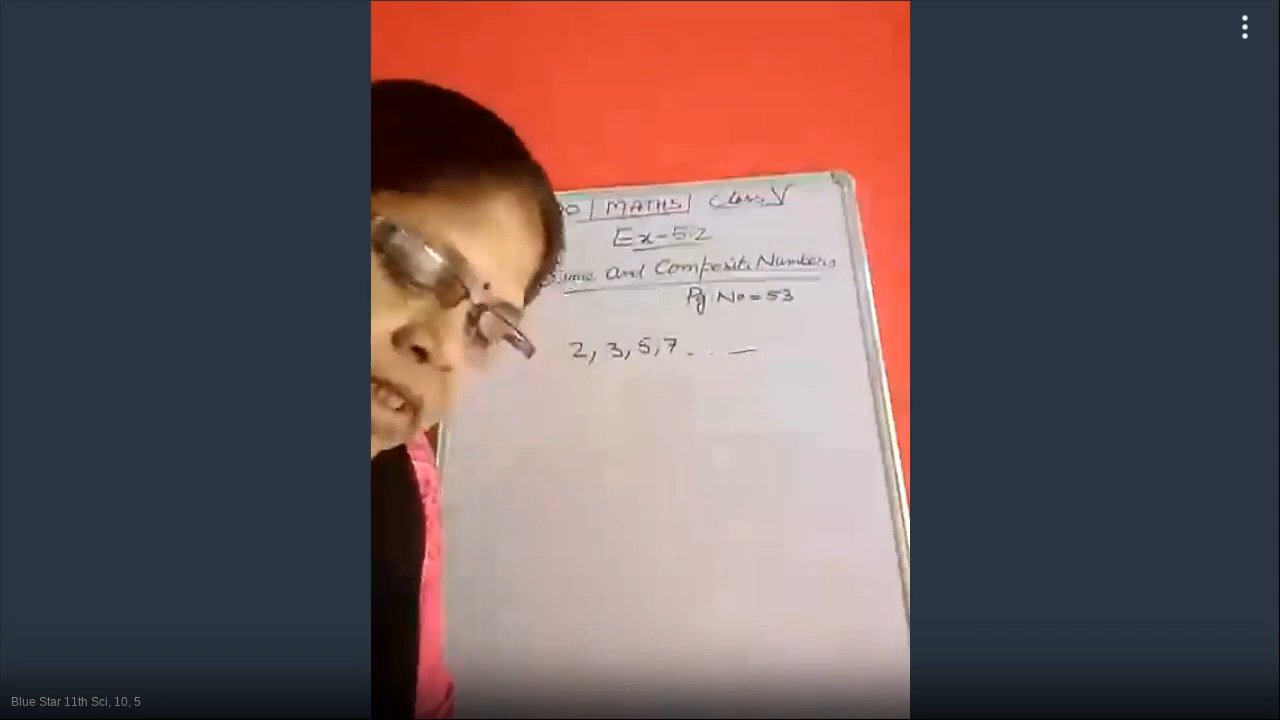 MATHS| Class V
Ex-5.2
and Composite Numbers
Pg No = 53
2, 3, 5, 7 . . . —
Blue Star 11th Sci, 10, 5